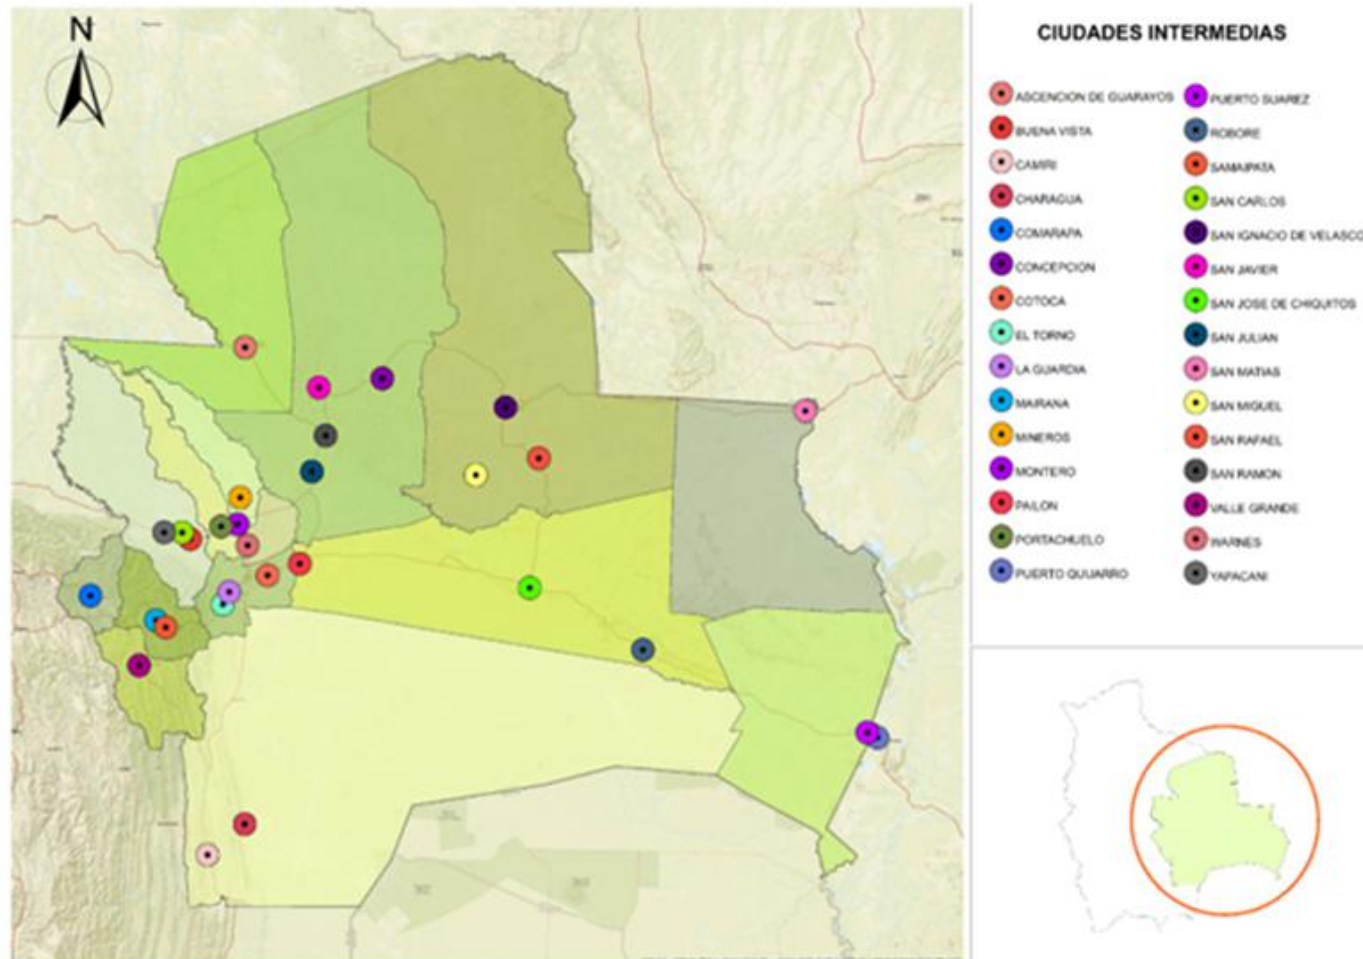 N
CIUDADES INTERMEDIAS
ASCENCION DE GUARAYOS
BUENA VISTA
CAMIRI
CHARAGUA
COMARAPA
CONCEPCION
COTOCA
EL TORNO
LA GUARDIA
MAIRANA
MINEROS
MONTERO
PAILON
PORTACHUELO
PUERTO QUIJARRO
PUERTO SUAREZ
ROBORE
SAMAIPATA
SAN CARLOS
SAN IGNACIO DE VELASCO
SAN JAVIER
SAN JOSE DE CHIQUITOS
SAN JULIAN
SAN MATIAS
SAN MIGUEL
SAN RAFAEL
SAN RAMON
VALLE GRANDE
WARNES
YAPACANI